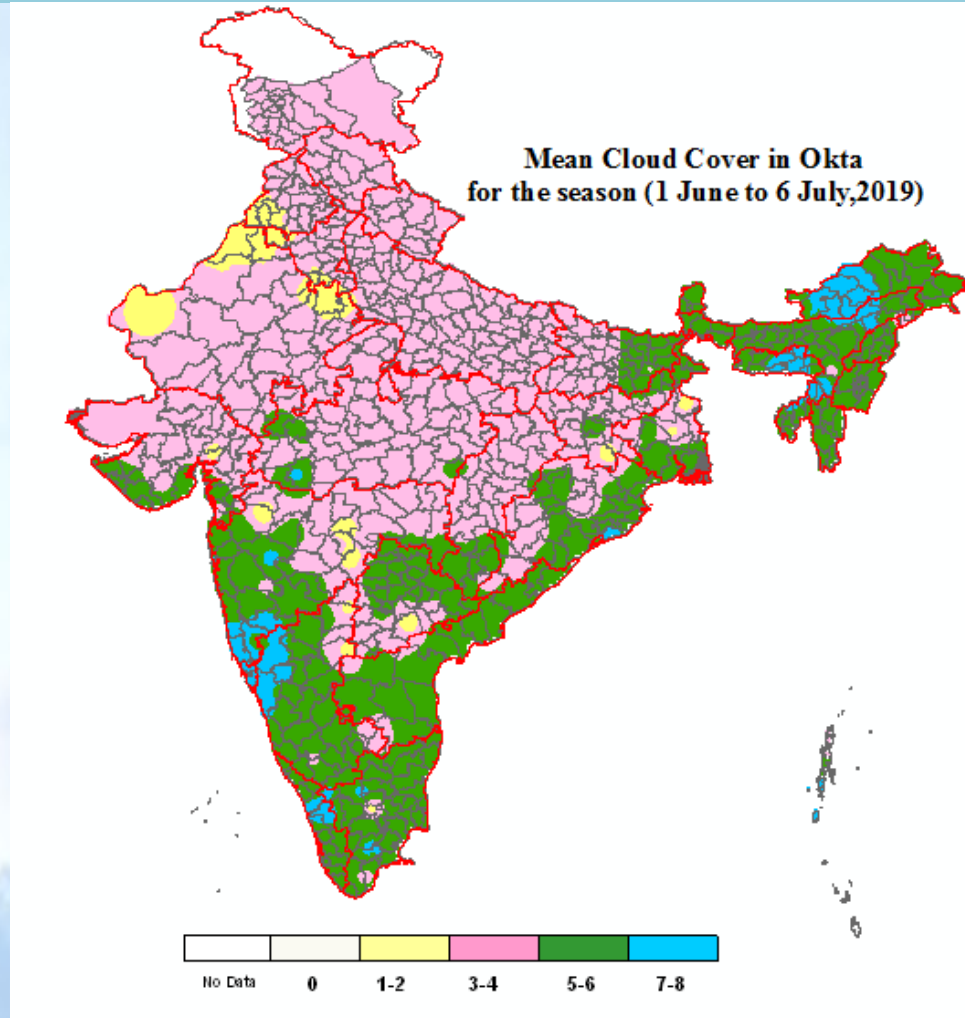 Mean Cloud Cover in Okta
for the season (1 June to 6 July,2019)
No Data 0 1-2 3-4 5-6 7-8